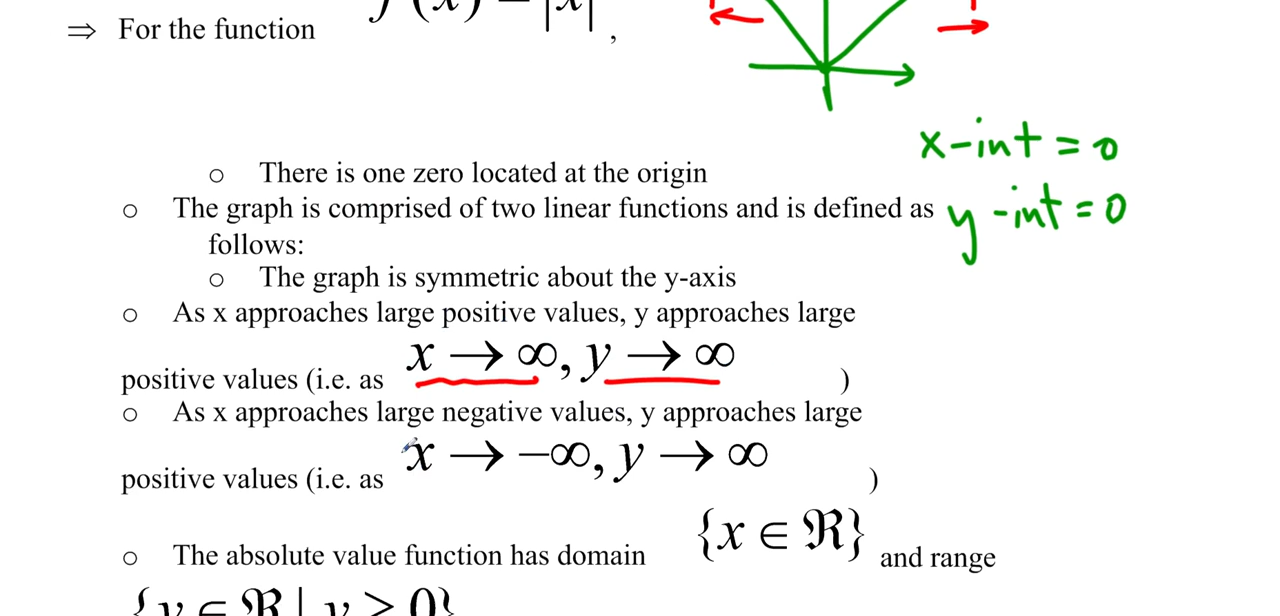 ⇒ For the function f(x) = |x| ,
x-int = 0
○ There is one zero located at the origin
○ The graph is comprised of two linear functions and is defined as
y-int = 0
follows:
○ The graph is symmetric about the y-axis
○ As x approaches large positive values, y approaches large
positive values (i.e. as x → ∞, y → ∞ )
○ As x approaches large negative values, y approaches large
positive values (i.e. as x → −∞, y → ∞ )
○ The absolute value function has domain {x ∈ ℜ} and range